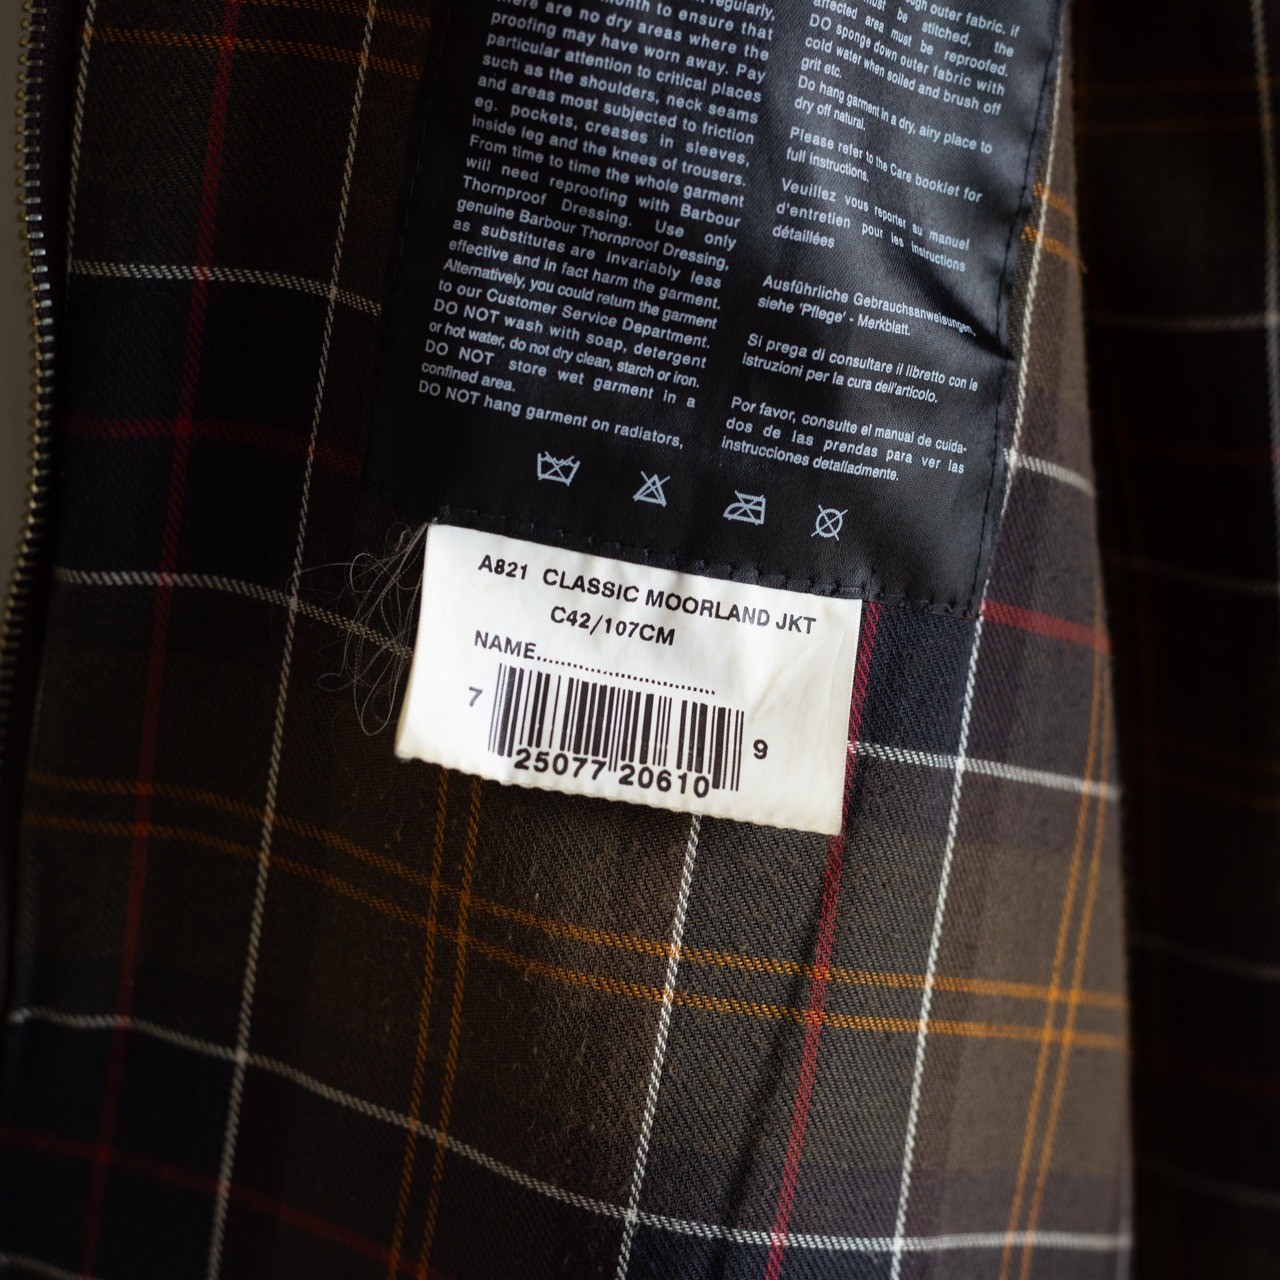 regularly,
month to ensure that
there are no dry areas where the
proofing may have worn away. Pay
particular attention to critical places
such as the shoulders, neck seams
and areas most subjected to friction
eg. pockets, creases in sleeves,
inside leg and the knees of trousers.
From time to time the whole garment
will need reproofing with Barbour
Thornproof Dressing. Use only
genuine Barbour Thornproof Dressing,
as substitutes are invariably less
effective and in fact harm the garment.
Alternatively, you could return the garment
to our Customer Service Department.
DO NOT wash with soap, detergent
or hot water, do not dry clean, starch or iron.
DO NOT store wet garment in a
confined area.
DO NOT hang garment on radiators,
outer fabric. if
must be stitched, the
affected area must be reproofed.
DO sponge down outer fabric with
cold water when soiled and brush off
grit etc.
Do hang garment in a dry, airy place to
dry off natural.
Please refer to the Care booklet for
full instructions.
Veuillez vous reporter au manuel
d'entretien pour les instructions
détaillées
Ausführliche Gebrauchsanweisungen,
siehe 'Pflege' - Merkblatt.
Si prega di consultare il libretto con le
istruzioni per la cura dell'articolo.
Por favor, consulte el manual de cuida-
dos de las prendas para ver las
instrucciones detalladmente.
A821 CLASSIC MOORLAND JKT
C42/107CM
NAME..............................
7 25077 20610 9